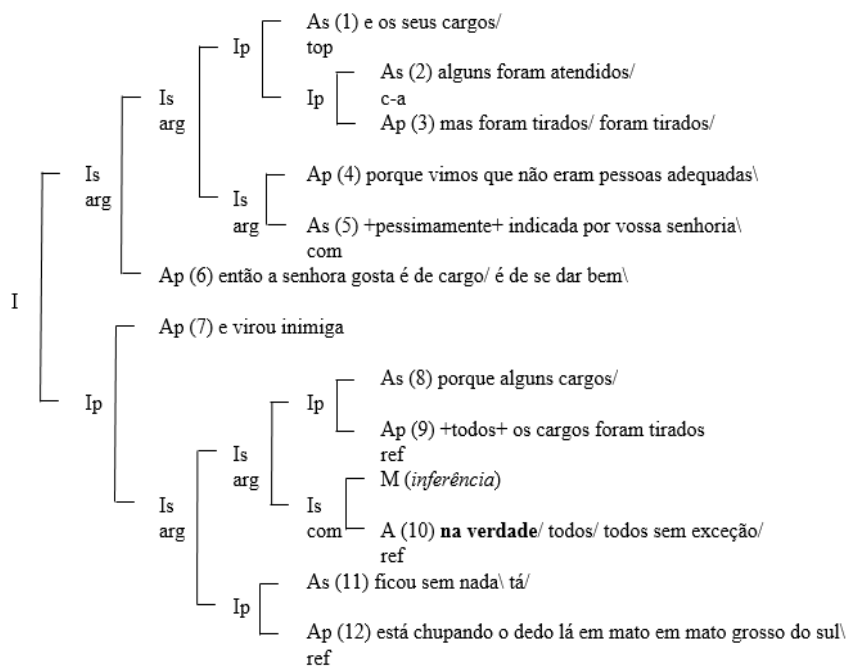 As (1) e os seus cargos/
Ip
top
As (2) alguns foram atendidos/
Is
Ip
c-a
arg
Ap (3) mas foram tirados/ foram tirados/
Is
arg
Ap (4) porque vimos que não eram pessoas adequadas\
Is
arg
As (5) +pessimamente+ indicada por vossa senhoria\
com
Ap (6) então a senhora gosta é de cargo/ é de se dar bem\
I
Ap (7) e virou inimiga
As (8) porque alguns cargos/
Ip
Ip
Ap (9) +todos+ os cargos foram tirados
ref
Is
arg
M (inferência)
Is
Is
arg
com
A (10) na verdade/ todos/ todos sem exceção/
ref
As (11) ficou sem nada\ tá/
Ip
Ap (12) está chupando o dedo lá em mato em mato grosso do sul\
ref